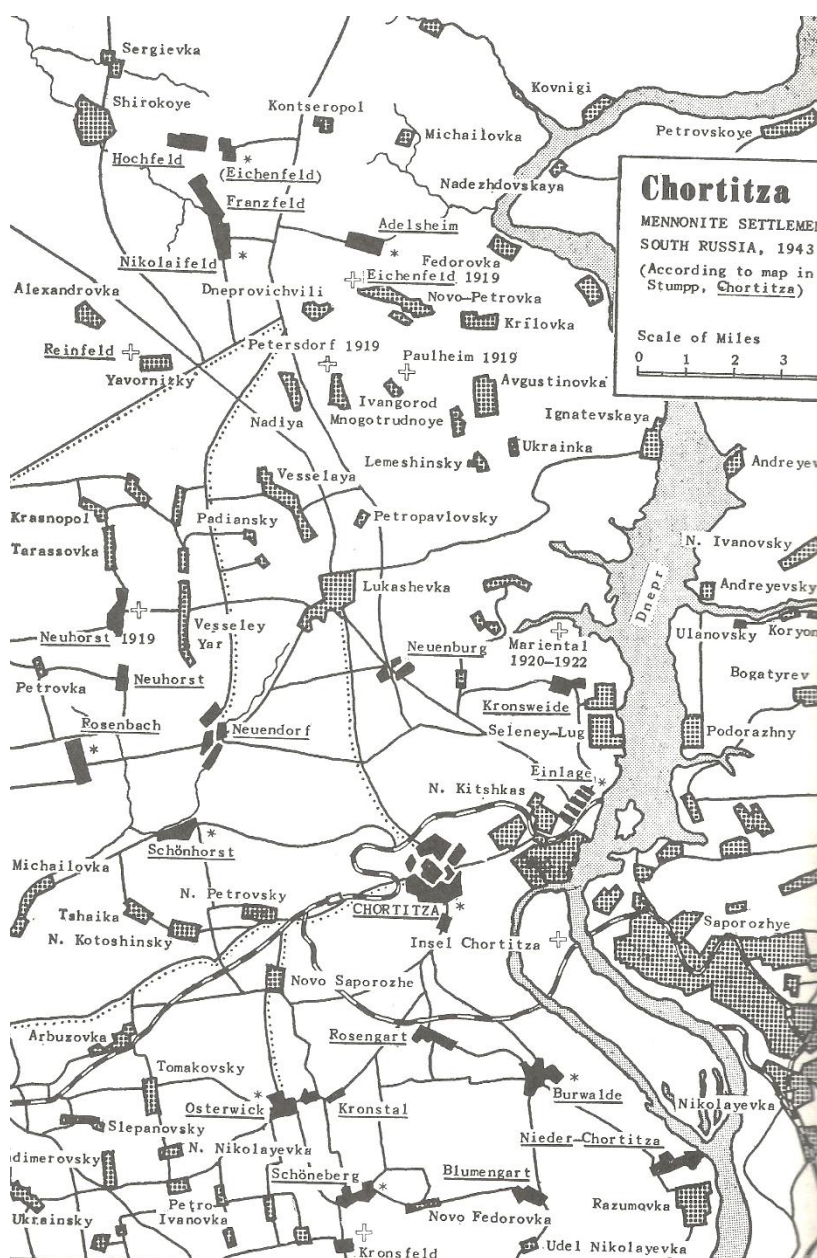 Sergievka
Shirokoye
Kontseropol
Kovnigi
Michailovka
Petrovskoye
Hochfeld
*
(Eichenfeld)
Nadezhdovskaya
Franzfeld
Chortitza
MENNONITE SETTLEME
SOUTH RUSSIA, 1943
(According to map in
Stumpp, Chortitza)
Scale of Miles
0 1 2 3
Adelsheim
Nikolaifeld *
*
Fedorovka
Eichenfeld 1919
Alexandrovka
Dneprovichvili
Novo-Petrovka
Krilovka
Reinfeld
Petersdorf 1919
Paulheim 1919
Yavornitzky
Avgustinovka
Ivangorod
Nadiya
Mnogotrudnoye
Ignatevskaya
Ukrainka
Lemeshinsky
Andreyev
Vesselaya
Krasnopol
Padiansky
Petropavlovsky
Tarassovka
N. Ivanovsky
Dnepr
Lukashevka
Andreyevsky
Neuhorst 1919
Vesseley
Yar
Mariental
1920-1922
Ulanovsky
Koryon
Neuenburg
Petrovka
Neuhorst
Bogatyrev
Kronsweide
Rosenbach
*
Neuendorf
Seleney-Lug
Podorazhny
Einlage
*
N. Kitshkas
Schönhorst
*
Michailovka
N. Petrovsky
Tshaika
CHORTITZA
*
N. Kotoshinsky
Saporozhye
Insel Chortitza
Novo Saporozhe
Arbuzovka
Rosengart
Tomakovsky
*
Osterwick
Kronstal
Burwalde
*
Nikolayevka
Slepanovsky
N. Nikolayevka
Nieder-Chortitza
dimerovsky
Schöneberg
*
Blumengart
Petro-
Ivanovka
Razumovka
Ukrainsky
Novo Fedorovka
Kronsfeld
Udel Nikolayevka